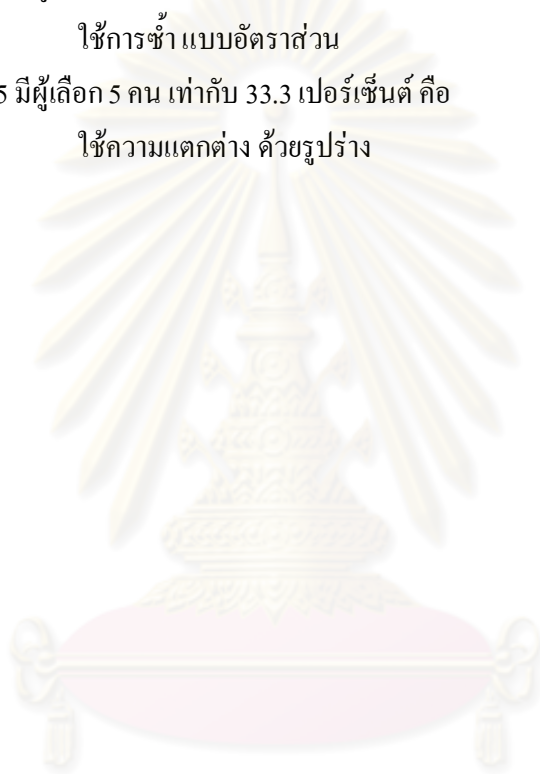 ใช้การซ้ำ แบบอัตราส่วน
5 มีผู้เลือก 5 คน เท่ากับ 33.3 เปอร์เซ็นต์ คือ
ใช้ความแตกต่าง ด้วยรูปร่าง